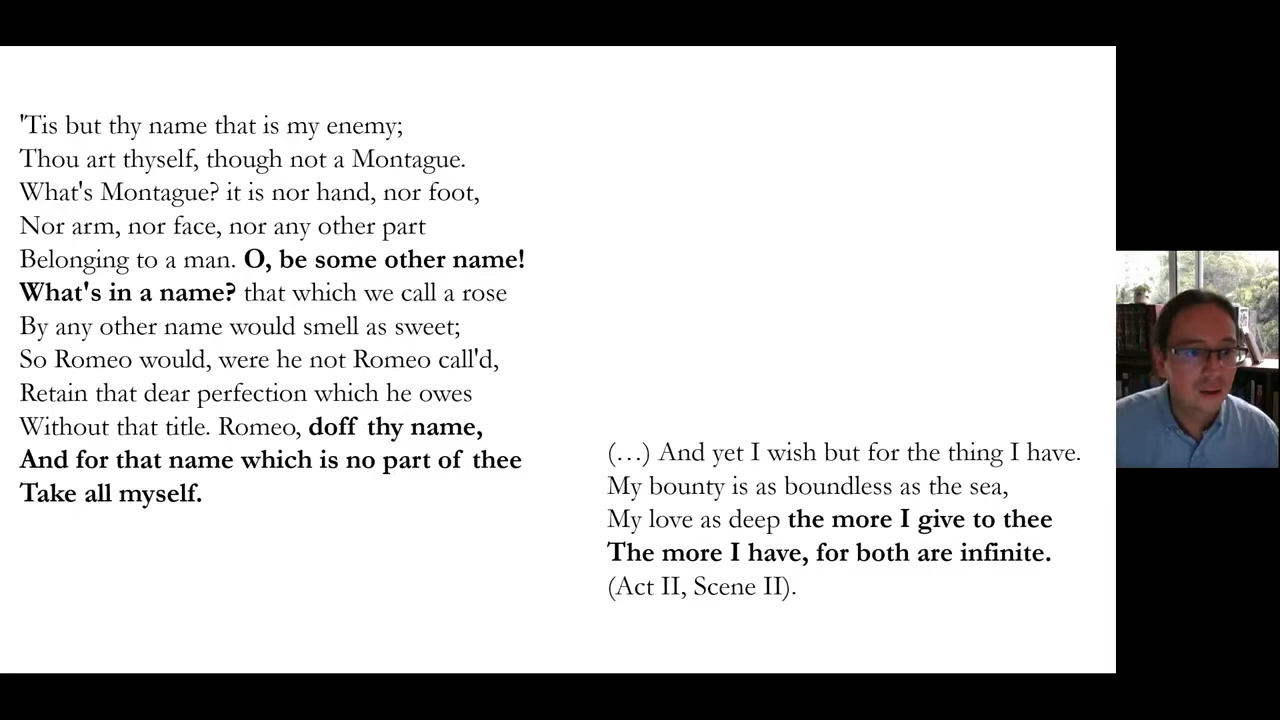 'Tis but thy name that is my enemy;
Thou art thyself, though not a Montague.
What's Montague? it is nor hand, nor foot,
Nor arm, nor face, nor any other part
Belonging to a man. O, be some other name!
What's in a name? that which we call a rose
By any other name would smell as sweet;
So Romeo would, were he not Romeo call'd,
Retain that dear perfection which he owes
Without that title. Romeo, doff thy name,
And for that name which is no part of thee
Take all myself.
(…) And yet I wish but for the thing I have.
My bounty is as boundless as the sea,
My love as deep the more I give to thee
The more I have, for both are infinite.
(Act II, Scene II).